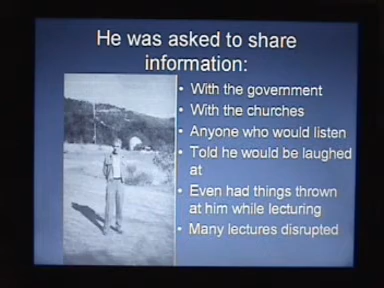 He was asked to share
information:
• With the government
• With the churches
• Anyone who would listen
• Told he would be laughed
at
• Even had things thrown
at him while lecturing
• Many lectures disrupted